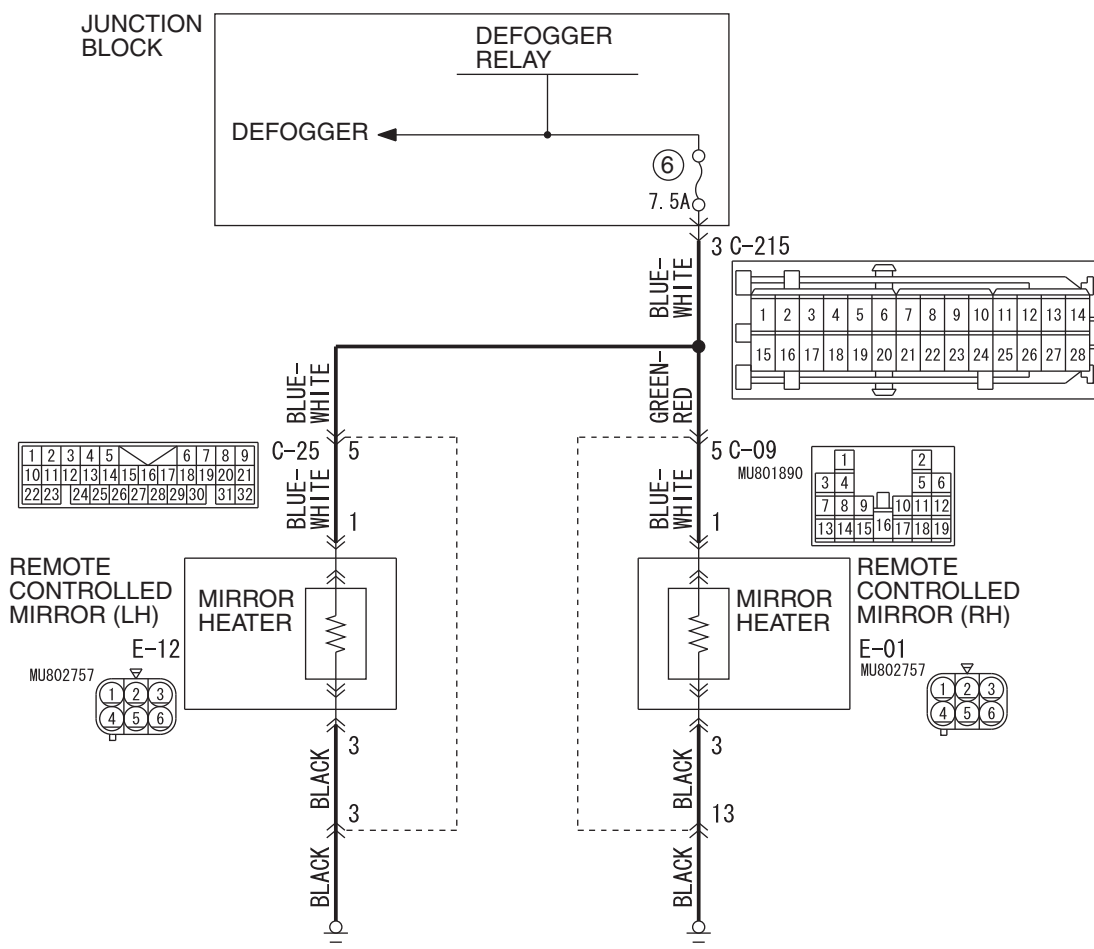 JUNCTION
BLOCK
DEFOGGER
RELAY
DEFOGGER
6
7.5A
3 C-215
BLUE-
WHITE
1 2 3 4 5 6 7 8 9 10 11 12 13 14
15 16 17 18 19 20 21 22 23 24 25 26 27 28
BLUE-
WHITE
GREEN-
RED
1 2 3 4 5 6 7 8 9
10 11 12 13 14 15 16 17 18 19 20 21
22 23 24 25 26 27 28 29 30 31 32
C-25 5
5 C-09
MU801890
1 2
3 4 5 6
7 8 9 10 11 12
13 14 15 16 17 18 19
BLUE-
WHITE
BLUE-
WHITE
1
1
REMOTE
CONTROLLED
MIRROR (LH)
E-12
MU802757
1 2 3
4 5 6
MIRROR
HEATER
MIRROR
HEATER
REMOTE
CONTROLLED
MIRROR (RH)
E-01
MU802757
1 2 3
4 5 6
3
3
BLACK
BLACK
3
13
BLACK
BLACK